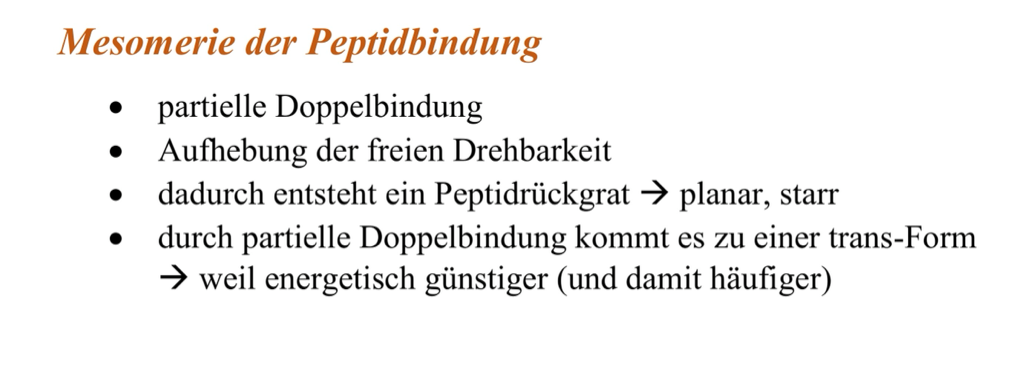 Mesomerie der Peptidbindung
• partielle Doppelbindung
• Aufhebung der freien Drehbarkeit
• dadurch entsteht ein Peptidrückgrat → planar, starr
• durch partielle Doppelbindung kommt es zu einer trans-Form
→ weil energetisch günstiger (und damit häufiger)